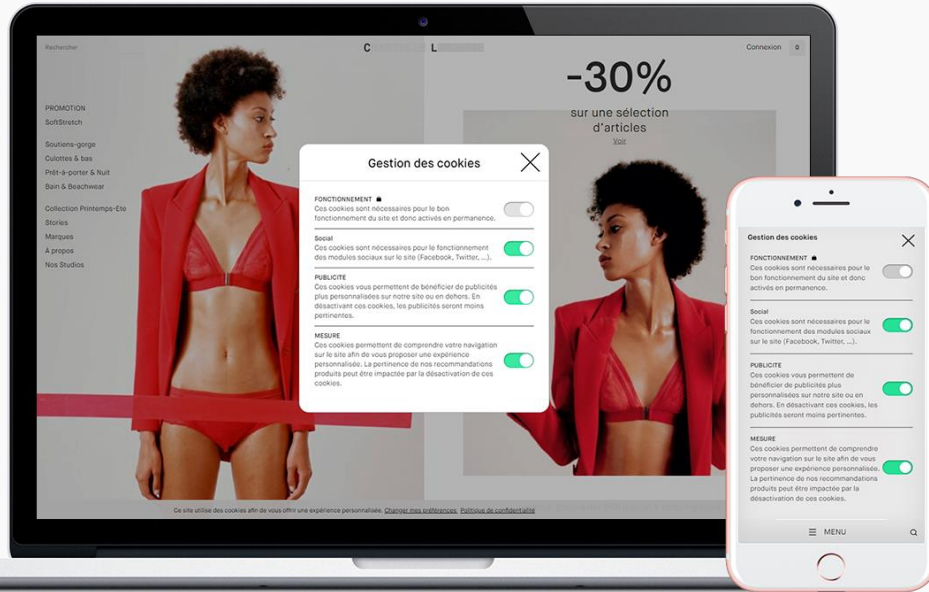 Rechercher
C L
Connexion 0
PROMOTION
SoftStretch
Soutiens-gorge
Culottes & bas
Prêt-à-porter & Nuit
Bain & Beachwear
Collection Printemps-Ete
Stories
Marques
À propos
Nos Studios
-30%
sur une sélection
d'articles
Voir
Gestion des cookies
FONCTIONNEMENT
Ces cookies sont nécessaires pour le bon
fonctionnement du site et donc activés en permanence.
Social
Ces cookies sont nécessaires pour le fonctionnement
des modules sociaux sur le site (Facebook, Twitter, ...).
PUBLICITE
Ces cookies vous permettent de bénéficier de publicités
plus personnalisées sur notre site ou en dehors. En
désactivant ces cookies, les publicités seront moins
pertinentes.
MESURE
Ces cookies permettent de comprendre votre navigation
sur le site afin de vous proposer une expérience
personnalisée. La pertinence de nos recommandations
produits peut être impactée par la désactivation de ces
cookies.
Ce site utilise des cookies afin de vous offrir une expérience personnalisée. Changer mes préférences Politique de confidentialité
Gestion des cookies
FONCTIONNEMENT
Ces cookies sont nécessaires pour le
bon fonctionnement du site et donc
activés en permanence.
Social
Ces cookies sont nécessaires pour le
fonctionnement des modules sociaux
sur le site (Facebook, Twitter, ...).
PUBLICITE
Ces cookies vous permettent de
bénéficier de publicités plus
personnalisées sur notre site ou en
dehors. En désactivant ces cookies, les
publicités seront moins pertinentes.
MESURE
Ces cookies permettent de comprendre
votre navigation sur le site afin de vous
proposer une expérience personnalisée.
La pertinence de nos recommandations
produits peut être impactée par la
désactivation de ces cookies.
MENU